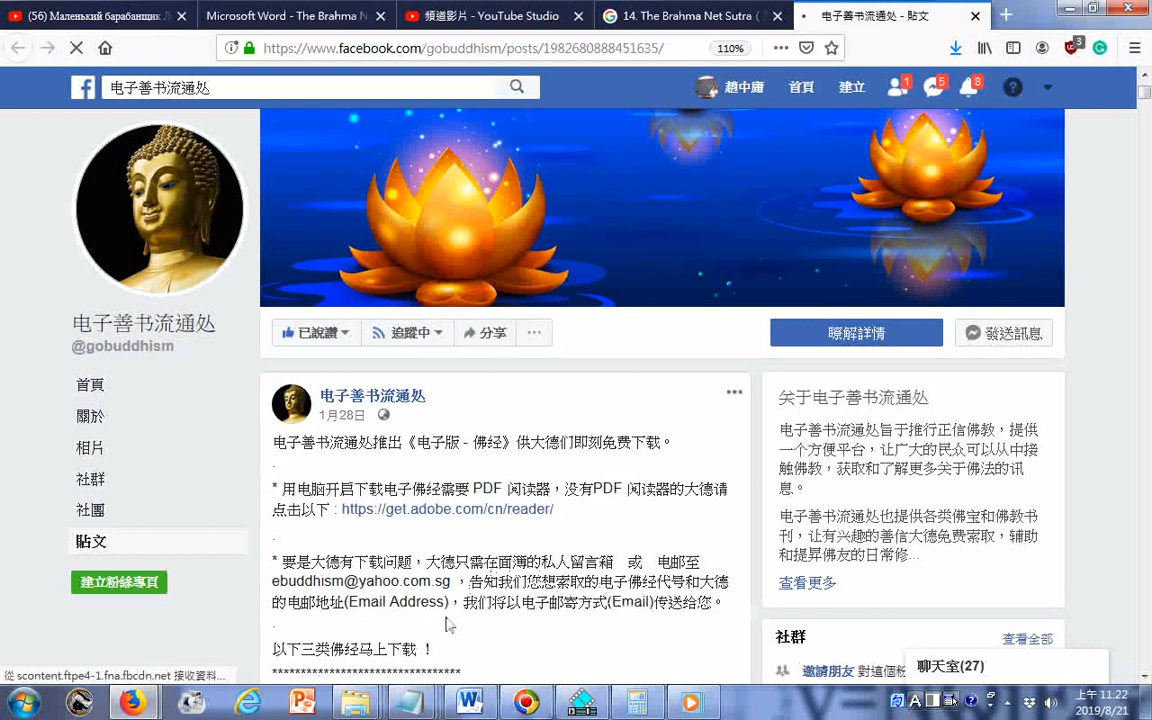 (56) Маленький барабанщик Л
Microsoft Word - The Brahma N
頻道影片 - YouTube Studio
14. The Brahma Net Sutra (
电子善书流通处 - 貼文
https://www.facebook.com/gobuddhism/posts/1982680888451635/
110%
3
电子善书流通处
趙中庸
首頁
建立
1
5
8
电子善书流通处
@gobuddhism
首頁
關於
相片
社群
社團
貼文
建立粉絲專頁
已說讚
追蹤中
分享
瞭解詳情
發送訊息
电子善书流通处
1月28日
电子善书流通处推出《电子版 - 佛经》供大德们即刻免费下载。
.
* 用电脑开启下载电子佛经需要 PDF 阅读器，没有PDF 阅读器的大德请
点击以下 : https://get.adobe.com/cn/reader/
.
* 要是大德有下载问题，大德只需在面簿的私人留言箱 或 电邮至
ebuddhism@yahoo.com.sg ，告知我们您想索取的电子佛经代号和大德
的电邮地址(Email Address)，我们将以电子邮寄方式(Email)传送给您。
.
以下三类佛经马上下载 ！
******************************
关于电子善书流通处
电子善书流通处旨于推行正信佛教，提供
一个方便平台，让广大的民众可以从中接
触佛教，获取和了解更多关于佛法的讯
息。
电子善书流通处也提供各类佛宝和佛教书
刊，让有兴趣的善信大德免费索取，辅助
和提昇佛友的日常修...
查看更多
社群
查看全部
邀請朋友 對這個粉
聊天室(27)
從 scontent.ftpe4-1.fna.fbcdn.net 接收資料...
上午 11:22
2019/8/21